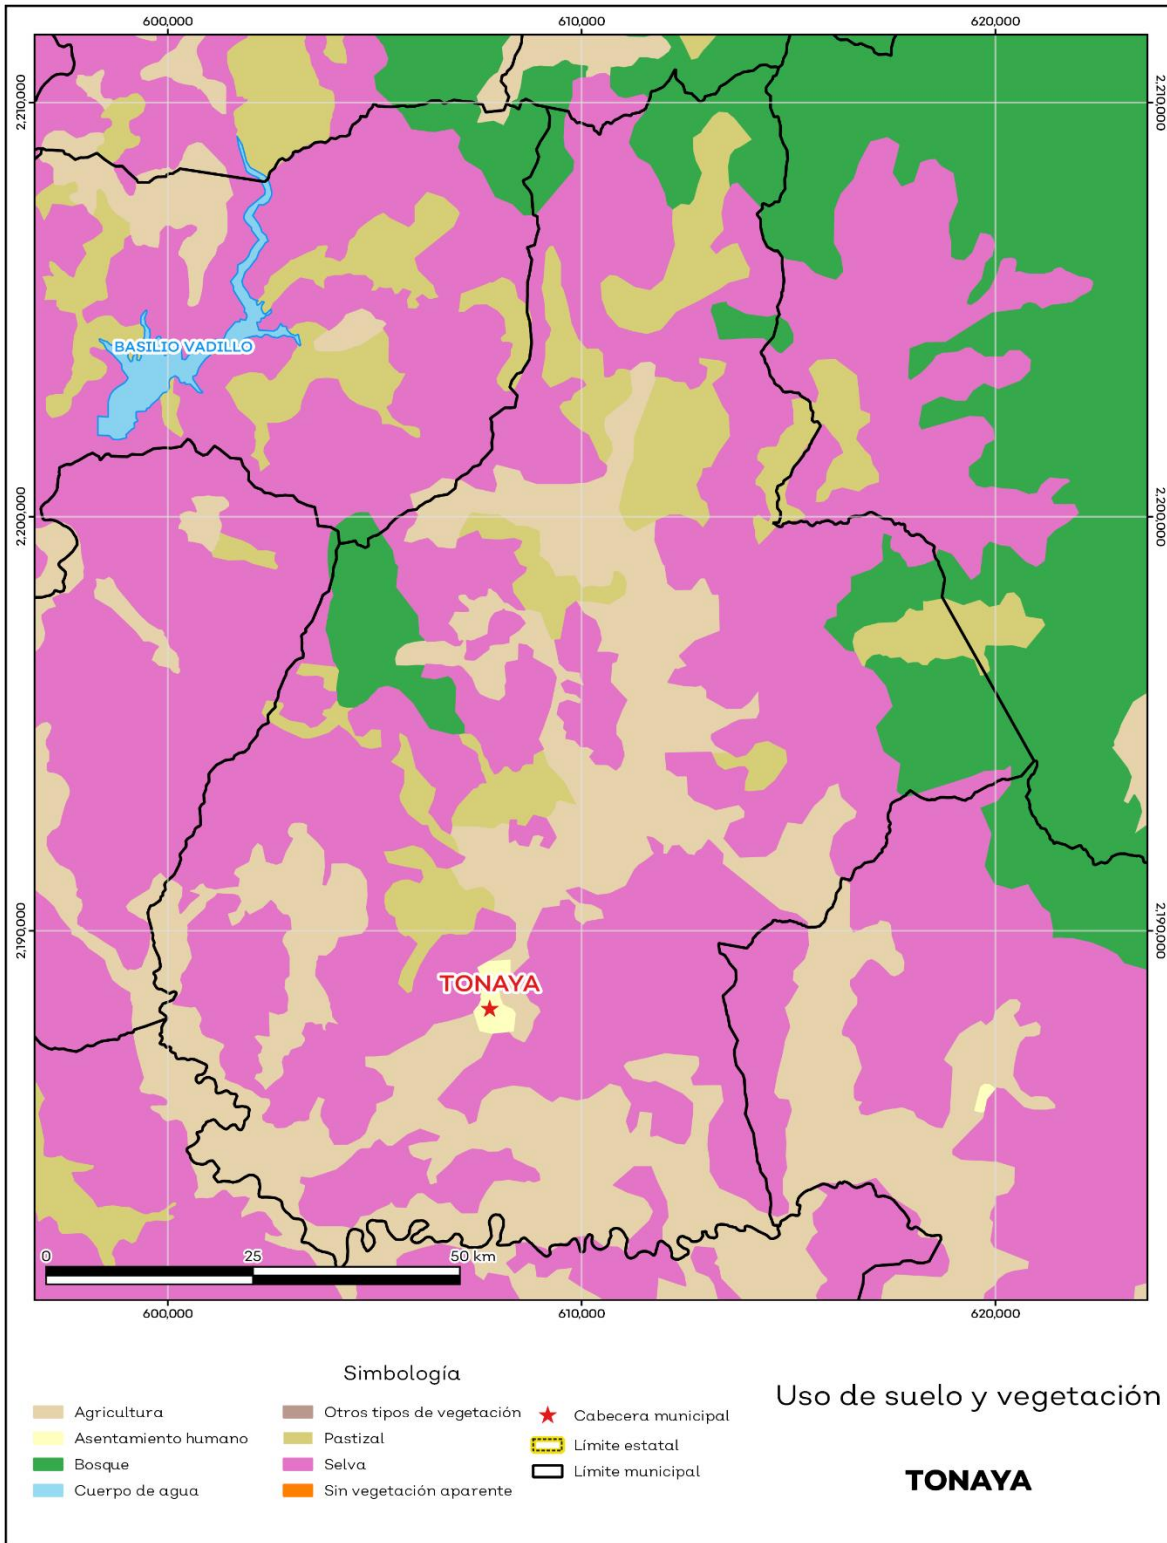 600,000 610,000 620,000
2,210,000 2,210,000
BASILIO VADILLO
2,200,000 2,200,000
2,190,000 2,190,000
TONAYA
0 25 50 km
600,000 610,000 620,000
Simbología
Agricultura
Asentamiento humano
Bosque
Cuerpo de agua
Otros tipos de vegetación
Pastizal
Selva
Sin vegetación aparente
Cabecera municipal
Límite estatal
Límite municipal
Uso de suelo y vegetación
TONAYA